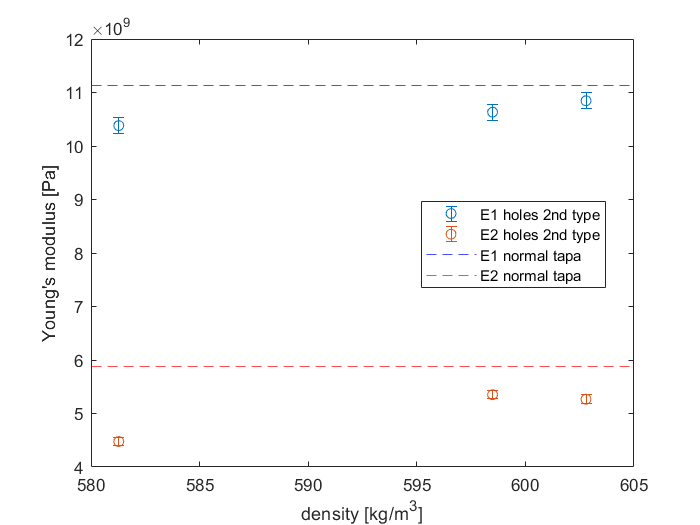 ×10^9
12
11
10
9
8
7
6
5
4
Young's modulus [Pa]
E1 holes 2nd type
E2 holes 2nd type
E1 normal tapa
E2 normal tapa
580 585 590 595 600 605
density [kg/m^3]